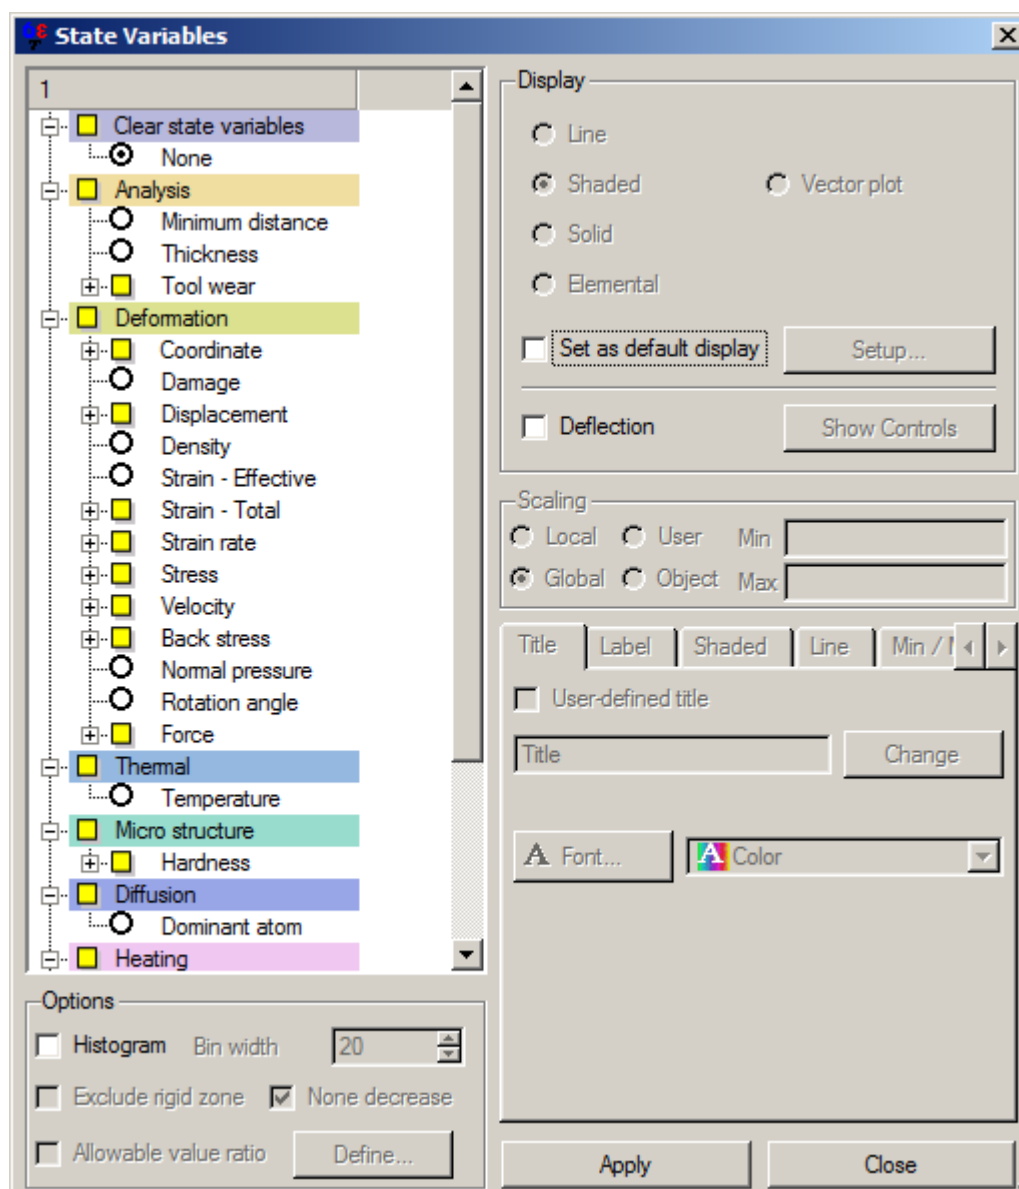 State Variables
1
Clear state variables
None
Analysis
Minimum distance
Thickness
Tool wear
Deformation
Coordinate
Damage
Displacement
Density
Strain - Effective
Strain - Total
Strain rate
Stress
Velocity
Back stress
Normal pressure
Rotation angle
Force
Thermal
Temperature
Micro structure
Hardness
Diffusion
Dominant atom
Heating
Options
Histogram Bin width 20
Exclude rigid zone None decrease
Allowable value ratio Define...
Display
Line
Shaded Vector plot
Solid
Elemental
Set as default display Setup...
Deflection Show Controls
Scaling
Local User Min
Global Object Max
Title Label Shaded Line Min /
User-defined title
Title Change
A Font... A Color
Apply Close